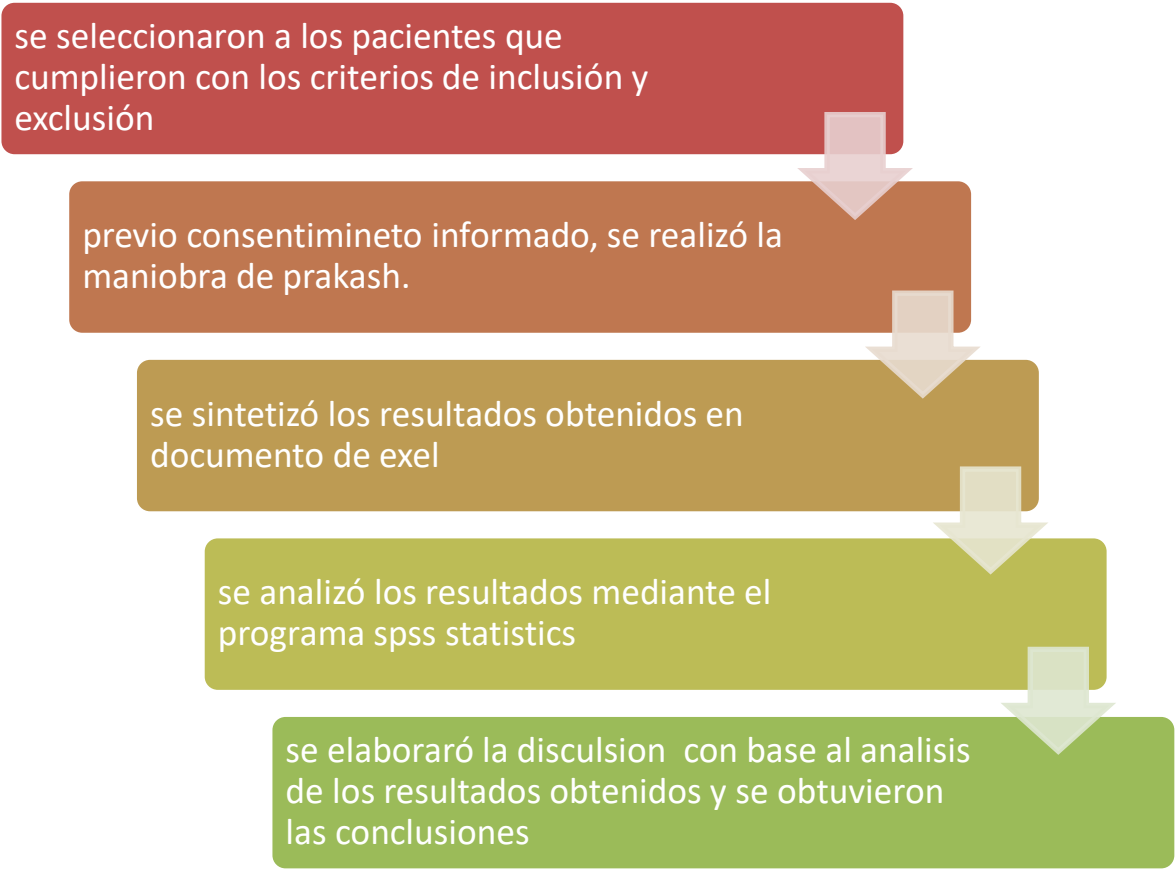 se seleccionaron a los pacientes que
cumplieron con los criterios de inclusión y
exclusión
previo consentimineto informado, se realizó la
maniobra de prakash.
se sintetizó los resultados obtenidos en
documento de exel
se analizó los resultados mediante el
programa spss statistics
se elaboraró la disculsion  con base al analisis
de los resultados obtenidos y se obtuvieron
las conclusiones